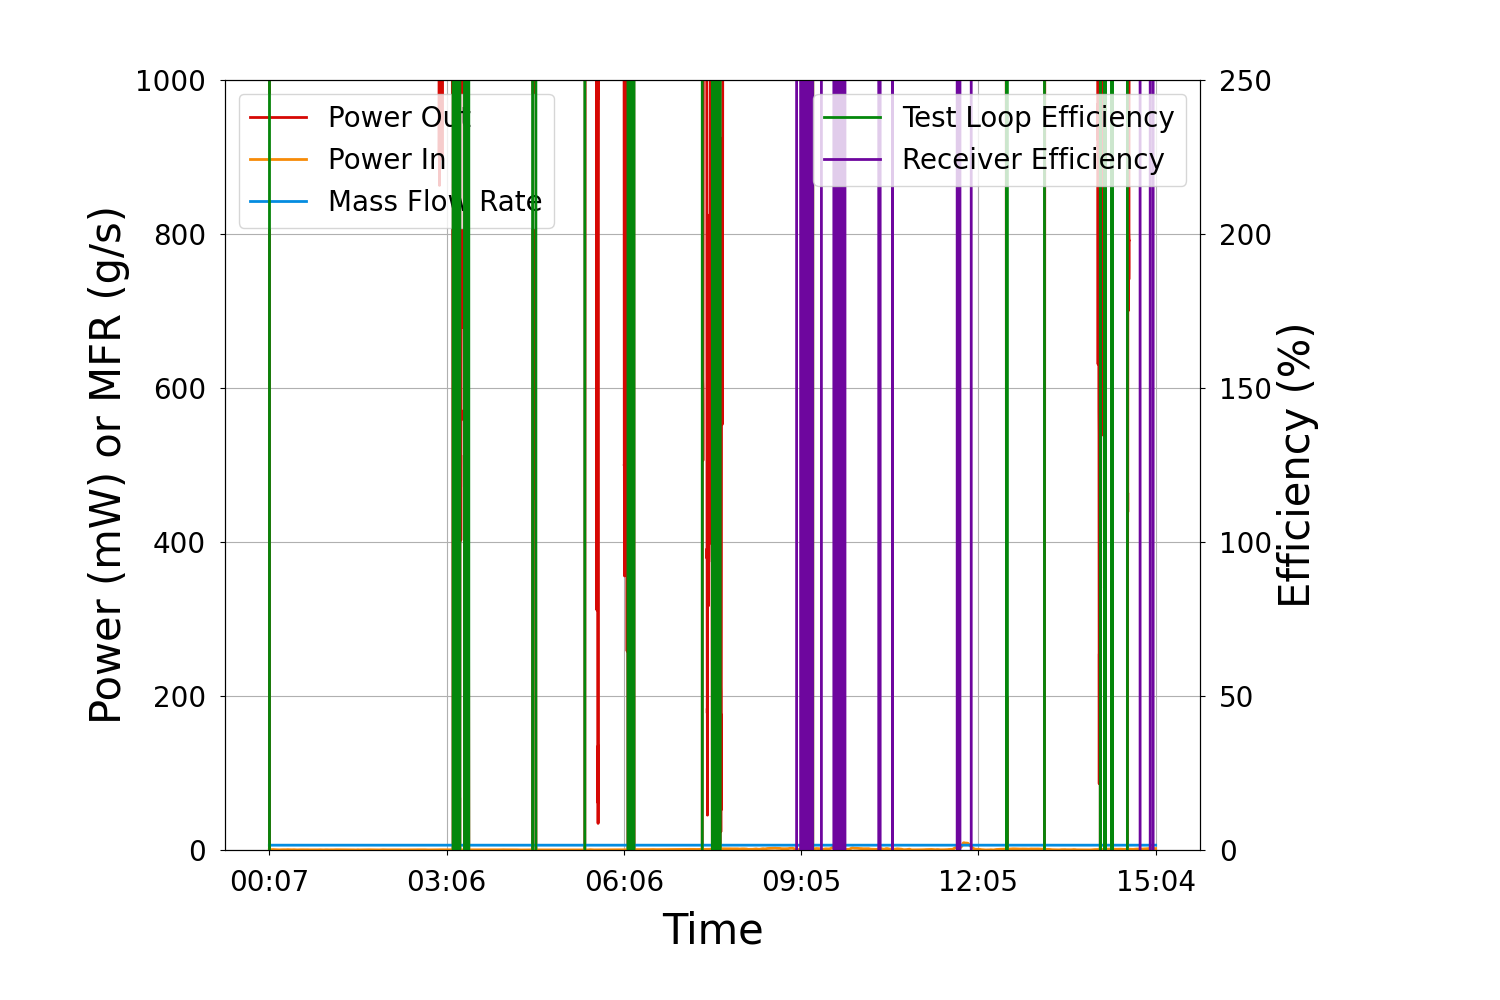 1000
800
600
400
200
0
Power (mW) or MFR (g/s)
Power Out
Power In
Mass Flow Rate
Test Loop Efficiency
Receiver Efficiency
250
200
150
100
50
0
Efficiency (%)
00:07 03:06 06:06 09:05 12:05 15:04
Time